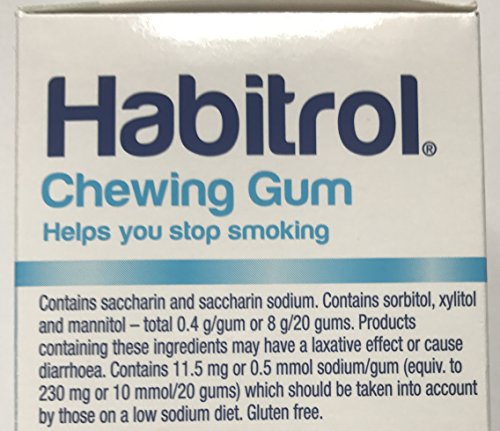 Habitrol®
Chewing Gum
Helps you stop smoking
Contains saccharin and saccharin sodium. Contains sorbitol, xylitol
and mannitol – total 0.4 g/gum or 8 g/20 gums. Products
containing these ingredients may have a laxative effect or cause
diarrhoea. Contains 11.5 mg or 0.5 mmol sodium/gum (equiv. to
230 mg or 10 mmol/20 gums) which should be taken into account
by those on a low sodium diet. Gluten free.